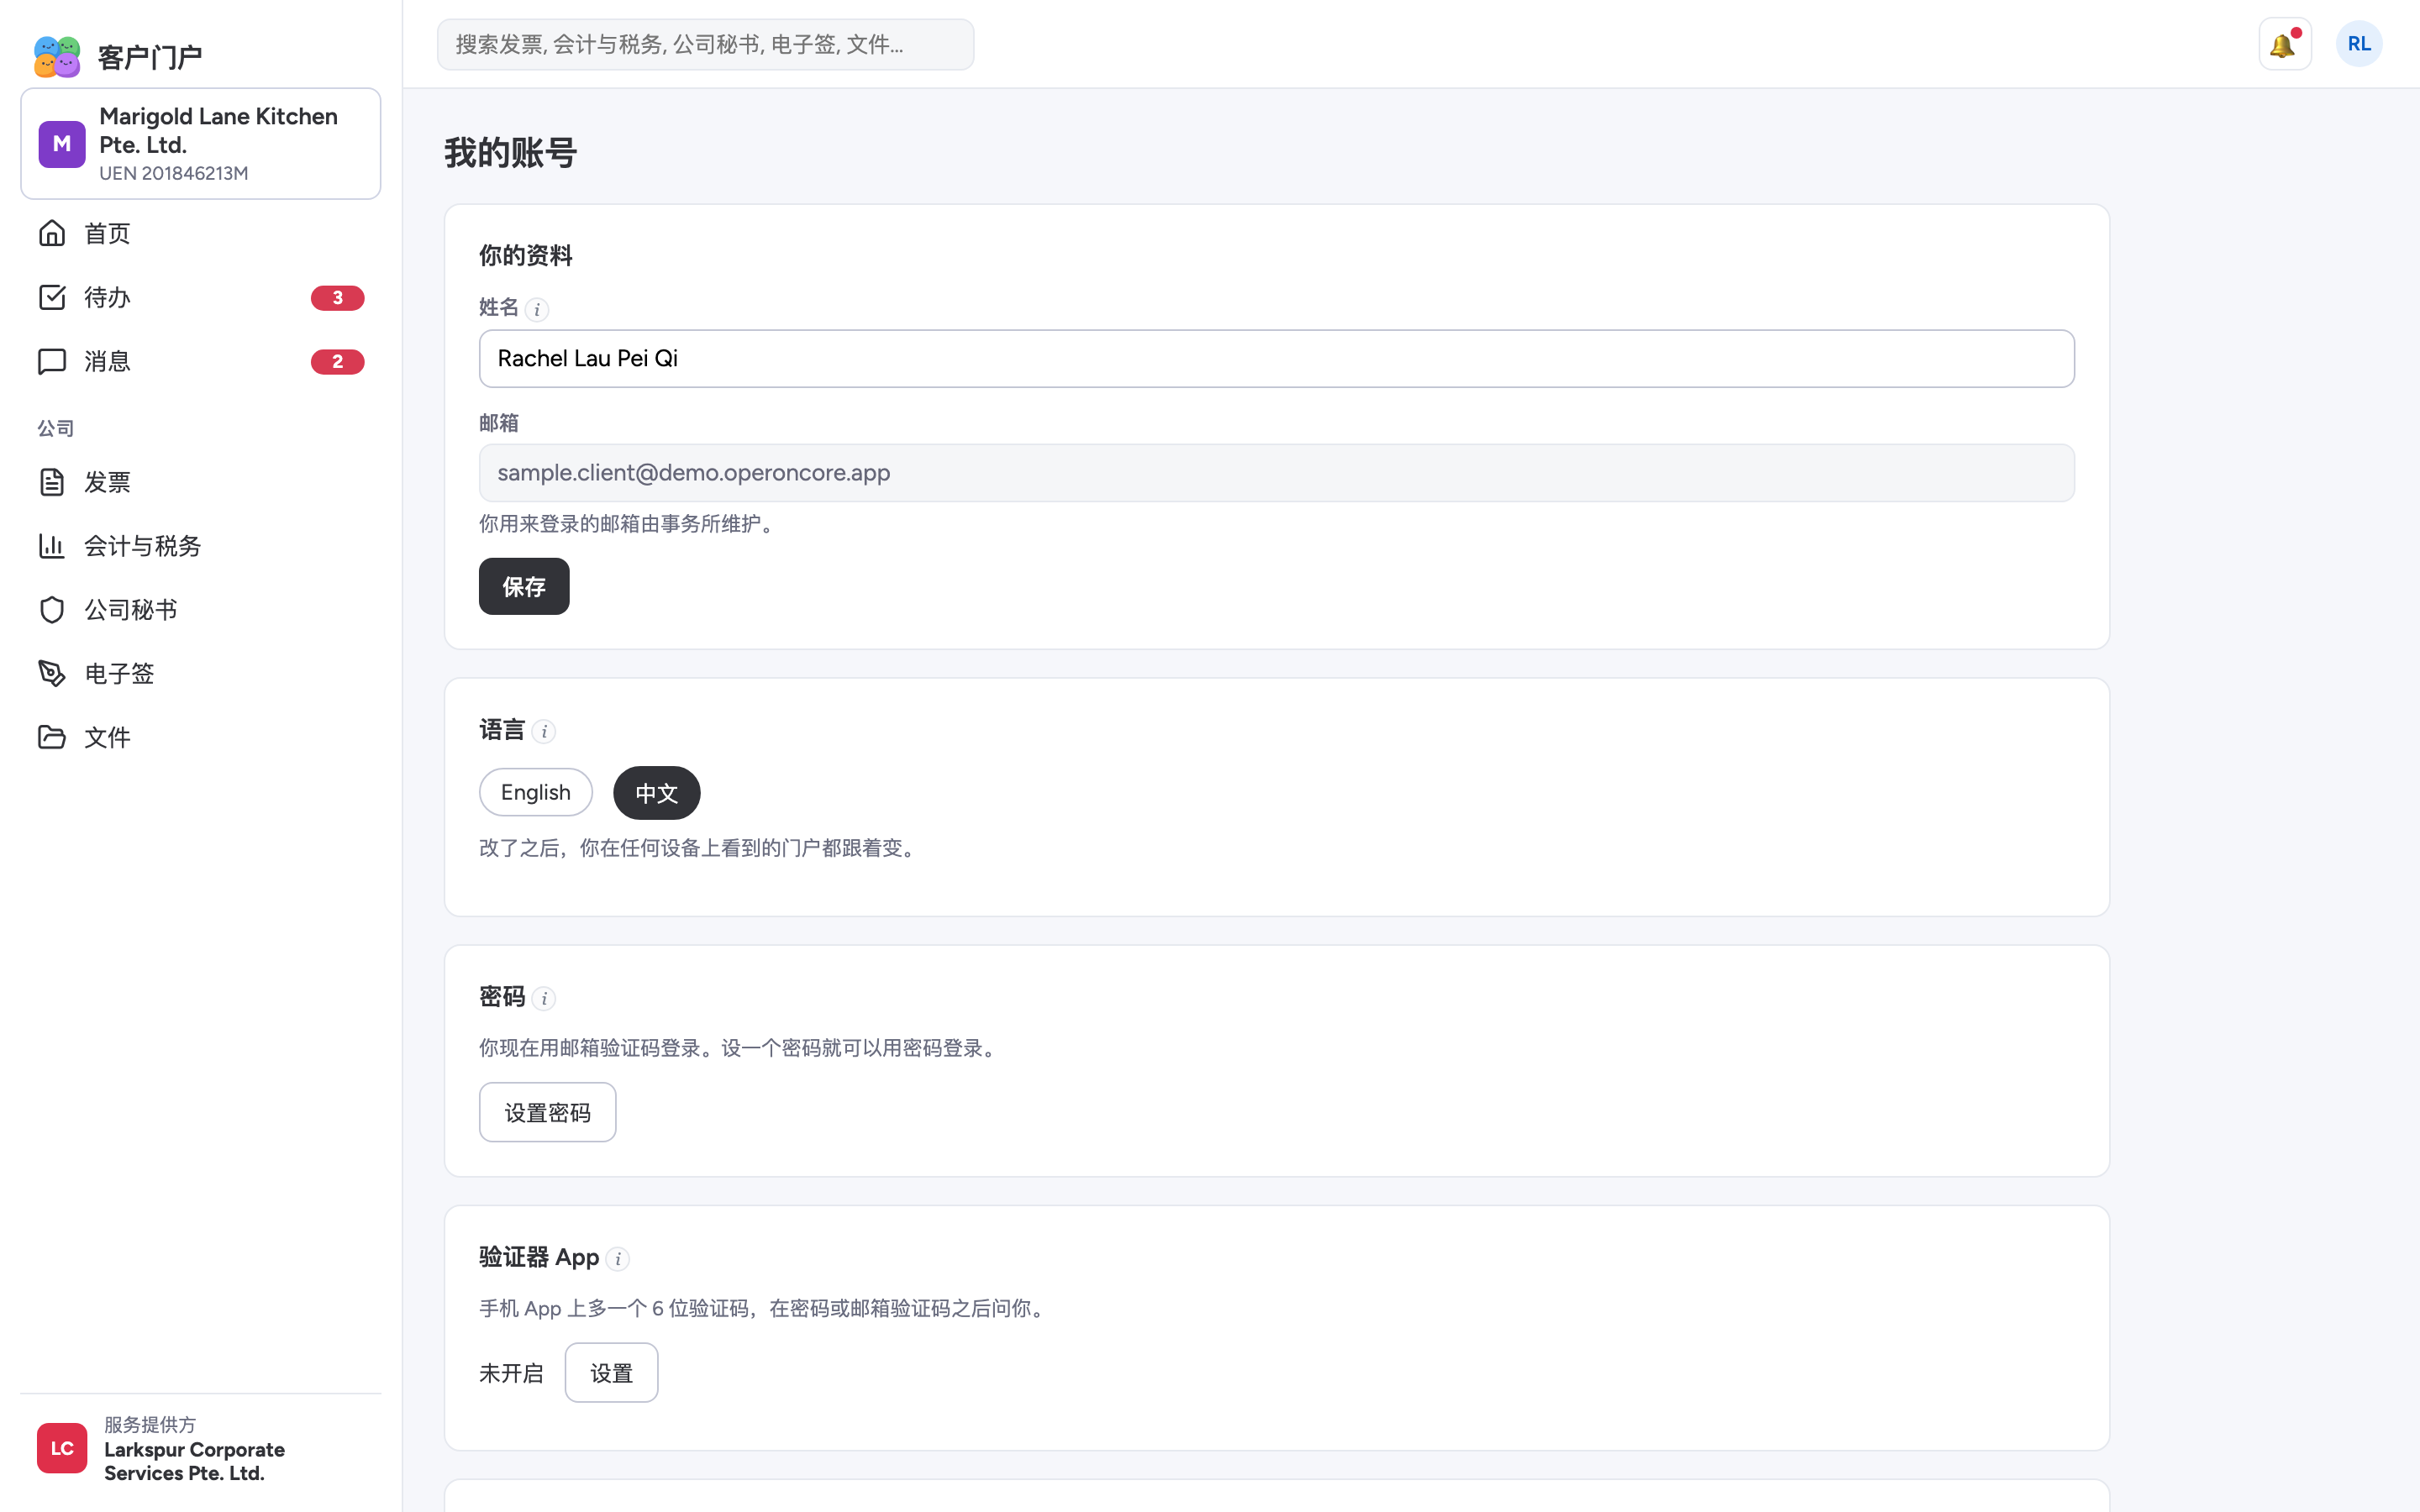 客户门户
M
Marigold Lane Kitchen
Pte. Ltd.
UEN 201846213M
首页
待办
3
消息
2
公司
发票
会计与税务
公司秘书
电子签
文件
服务提供方
LC
Larkspur Corporate
Services Pte. Ltd.
搜索发票, 会计与税务, 公司秘书, 电子签, 文件...
RL
我的账号
你的资料
姓名 i
Rachel Lau Pei Qi
邮箱
sample.client@demo.operoncore.app
你用来登录的邮箱由事务所维护。
保存
语言 i
English
中文
改了之后，你在任何设备上看到的门户都跟着变。
密码 i
你现在用邮箱验证码登录。设一个密码就可以用密码登录。
设置密码
验证器 App i
手机 App 上多一个 6 位验证码，在密码或邮箱验证码之后问你。
未开启
设置